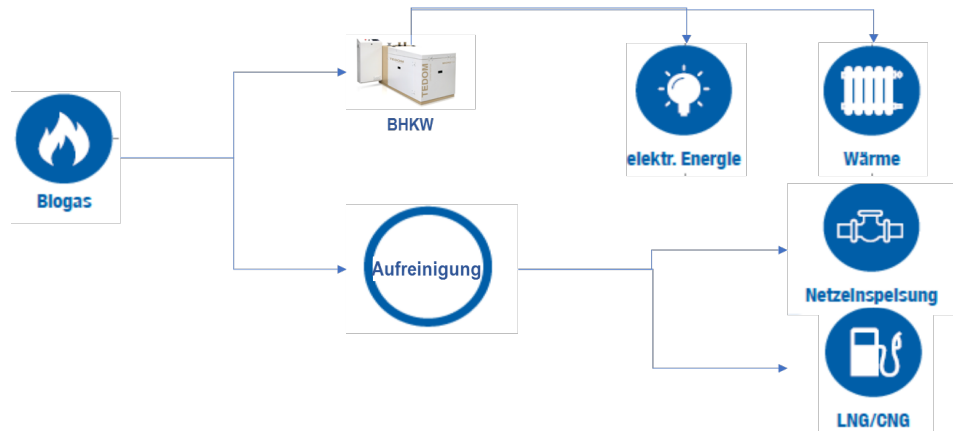 TEDOM
BHKW
elektr. Energie
Wärme
Biogas
Aufreinigung
Netzeinspeisung
LNG/CNG